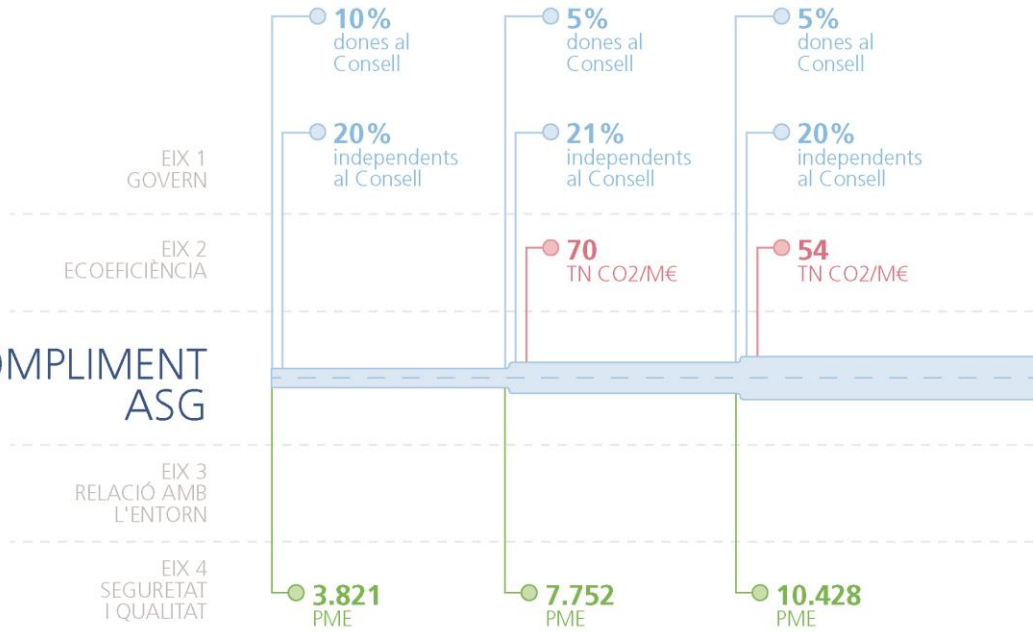 10%
dones al
Consell
5%
dones al
Consell
5%
dones al
Consell
EIX 1
GOVERN
20%
independents
al Consell
21%
independents
al Consell
20%
independents
al Consell
EIX 2
ECOEFICIÈNCIA
70
TN CO2/M€
54
TN CO2/M€
OMPLIMENT
ASG
EIX 3
RELACIÓ AMB
L'ENTORN
EIX 4
SEGURETAT
I QUALITAT
3.821
PME
7.752
PME
10.428
PME